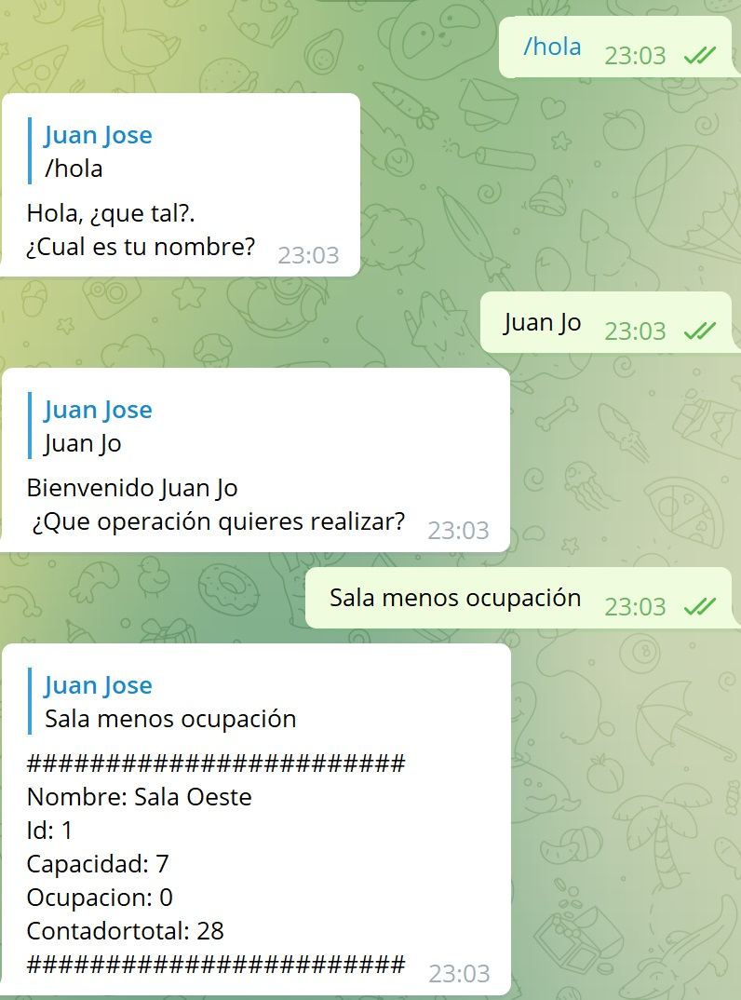 /hola 23:03
Juan Jose
/hola
Hola, ¿que tal?.
¿Cual es tu nombre? 23:03
Juan Jo 23:03
Juan Jose
Juan Jo
Bienvenido Juan Jo
¿Que operación quieres realizar? 23:03
Sala menos ocupación 23:03
Juan Jose
Sala menos ocupación
########################
Nombre: Sala Oeste
Id: 1
Capacidad: 7
Ocupacion: 0
Contadortotal: 28
######################## 23:03